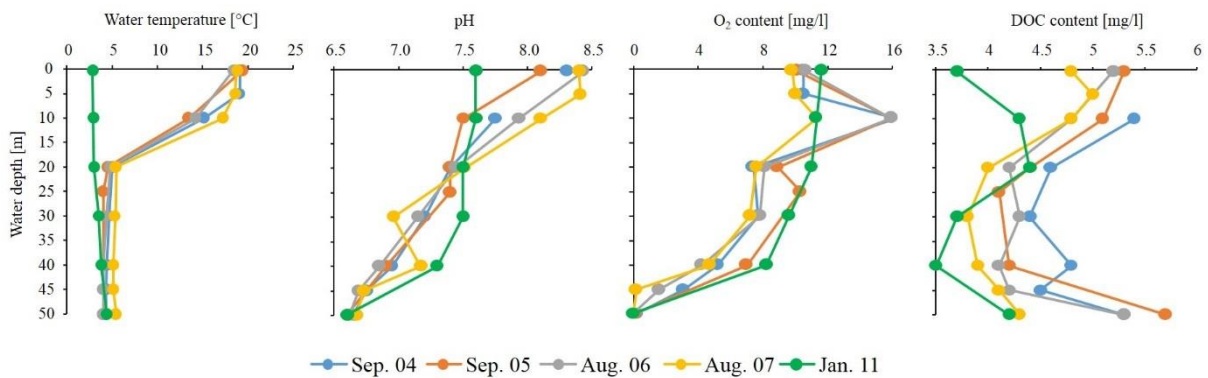 Water temperature [°C]
pH
O₂ content [mg/l]
DOC content [mg/l]
0 5 10 15 20 25
6.5 7.0 7.5 8.0 8.5
0 4 8 12 16
3.5 4 4.5 5 5.5 6
Water depth [m]
0
5
10
15
20
25
30
35
40
45
50
Sep. 04 Sep. 05 Aug. 06 Aug. 07 Jan. 11